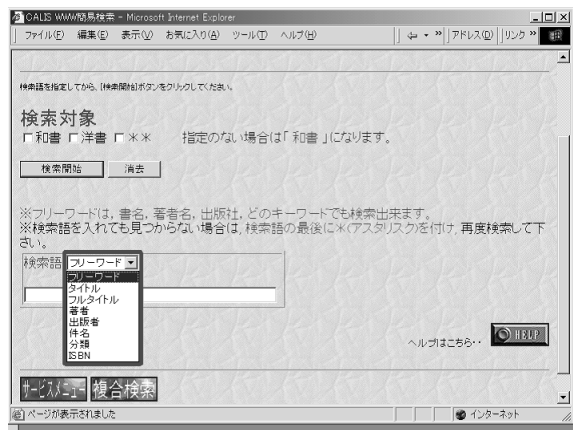 CALIS WWW簡易検索 - Microsoft Internet Explorer
ファイル(F) 編集(E) 表示(V) お気に入り(A) ツール(T) ヘルプ(H) アドレス(D) リンク
検索語を指定してから、[検索開始]ボタンをクリックしてください。
検索対象
和書 洋書 ** 指定のない場合は「和書」になります。
検索開始 消去
※フリーワードは，書名，著者名，出版社，どのキーワードでも検索出来ます。
※検索語を入れても見つからない場合は，検索語の最後に*(アスタリスク)を付け，再度検索して下
さい。
検索語 フリーワード
フリーワード
タイトル
フルタイトル
著者
出版者
件名
分類
ISBN
ヘルプはこちら・・ HELP
サービスメニュー 複合検索
ページが表示されました インターネット